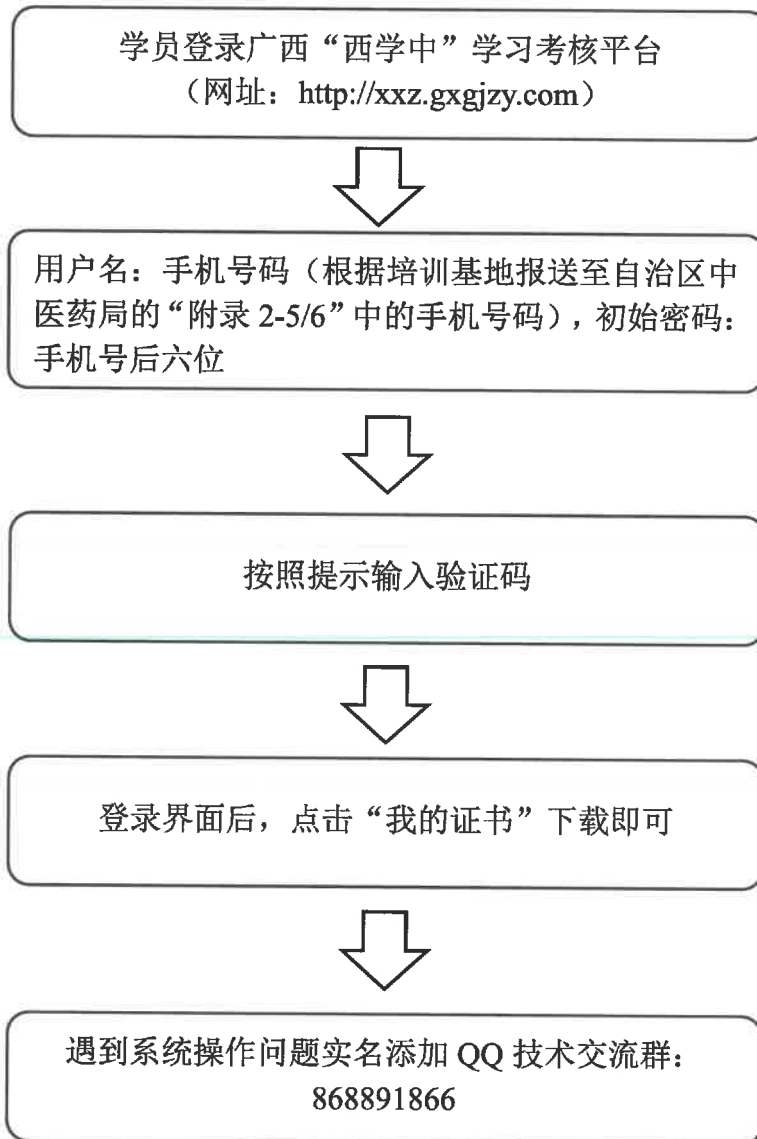 学员登录广西“西学中”学习考核平台
（网址：http://xxz.gxgjzy.com）
用户名：手机号码（根据培训基地报送至自治区中
医药局的“附录 2-5/6”中的手机号码），初始密码：
手机号后六位
按照提示输入验证码
登录界面后，点击“我的证书”下载即可
遇到系统操作问题实名添加 QQ 技术交流群：
868891866